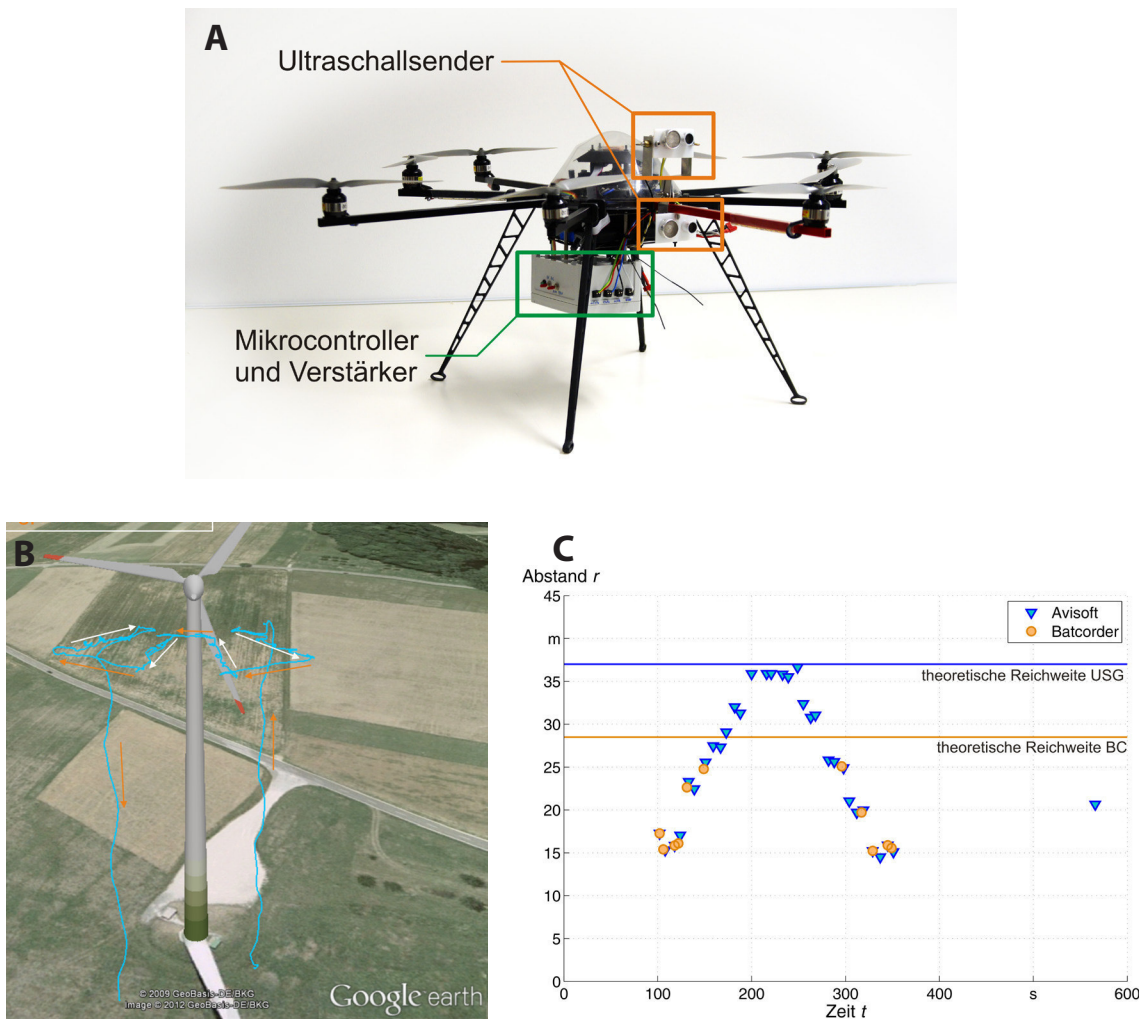 A
Ultraschallsender
Mikrocontroller
und Verstärker
B
© 2009 GeoBasis-DE/BKG
Image © 2012 GeoBasis-DE/BKG
Google earth
C
Abstand r
45
m
35
30
25
20
15
10
5
0
0 100 200 300 400 s 600
Zeit t
Avisoft
Batcorder
theoretische Reichweite USG
theoretische Reichweite BC